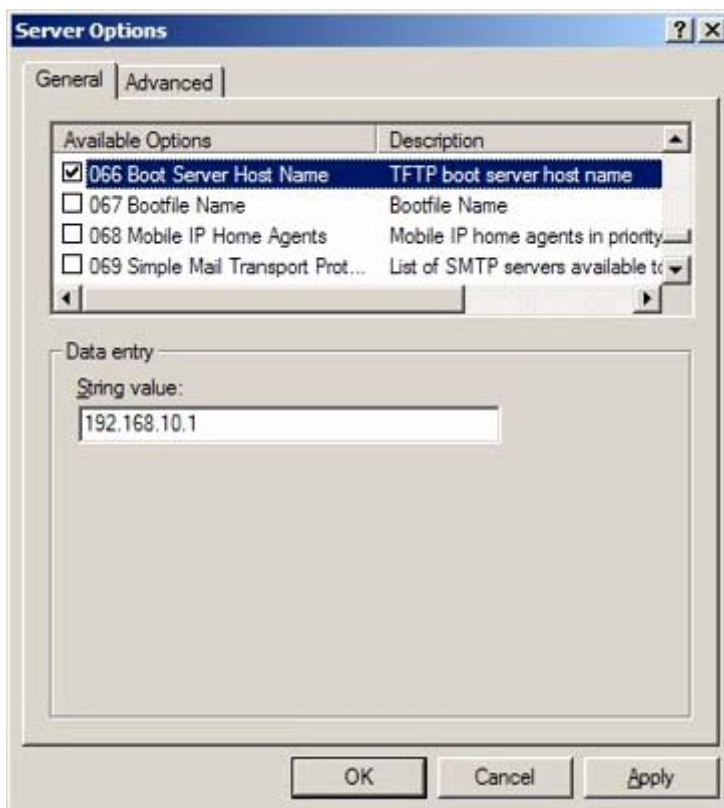 Server Options
General Advanced
Available Options Description
066 Boot Server Host Name TFTP boot server host name
067 Bootfile Name Bootfile Name
068 Mobile IP Home Agents Mobile IP home agents in priority
069 Simple Mail Transport Prot... List of SMTP servers available to
Data entry
String value:
192.168.10.1
OK Cancel Apply